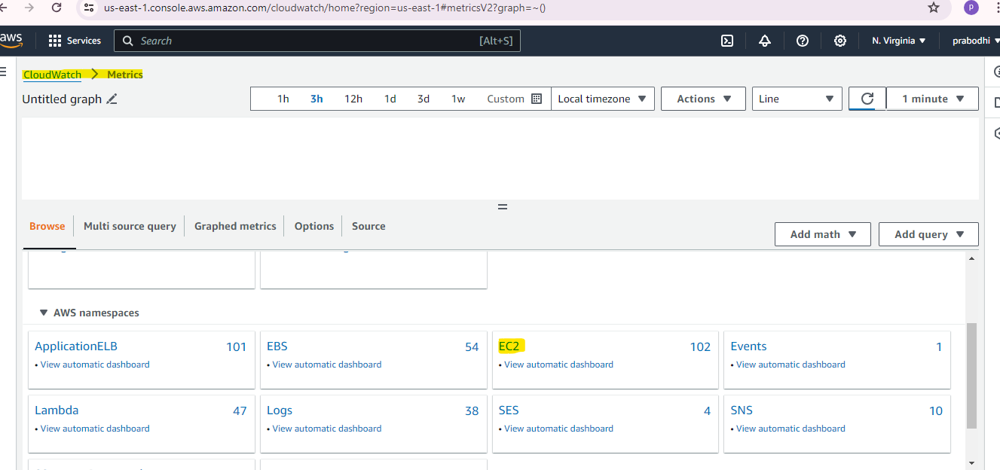 us-east-1.console.aws.amazon.com/cloudwatch/home?region=us-east-1#metricsV2?graph=~()
P
aws Services Search [Alt+S] N. Virginia prabodhi
CloudWatch Metrics
Untitled graph 1h 3h 12h 1d 3d 1w Custom Local timezone Actions Line 1 minute
Browse Multi source query Graphed metrics Options Source
Add math Add query
AWS namespaces
ApplicationELB 101 EBS 54 EC2 102 Events 1
• View automatic dashboard • View automatic dashboard • View automatic dashboard • View automatic dashboard
Lambda 47 Logs 38 SES 4 SNS 10
• View automatic dashboard • View automatic dashboard • View automatic dashboard • View automatic dashboard